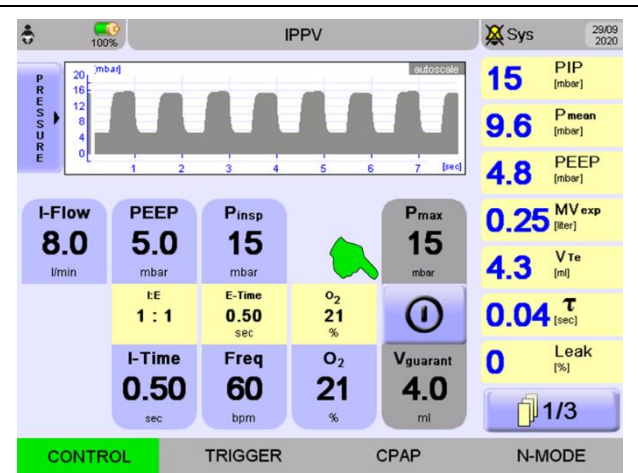 100%
IPPV
Sys
29/09
2020
PRESSURE
[mbar]
autoscale
20
16
12
8
4
0
1 2 3 4 5 6 7 [sec]
15 PIP
[mbar]
9.6 Pmean
[mbar]
4.8 PEEP
[mbar]
0.25 MVexp
[liter]
4.3 VTe
[ml]
0.04 τ
[sec]
0 Leak
[%]
1/3
I-Flow PEEP Pinsp Pmax
8.0 5.0 15 15
l/min mbar mbar mbar
I:E E-Time O2
1 : 1 0.50 21
sec %
I-Time Freq O2 Vguarant
0.50 60 21 4.0
sec bpm % ml
CONTROL TRIGGER CPAP N-MODE